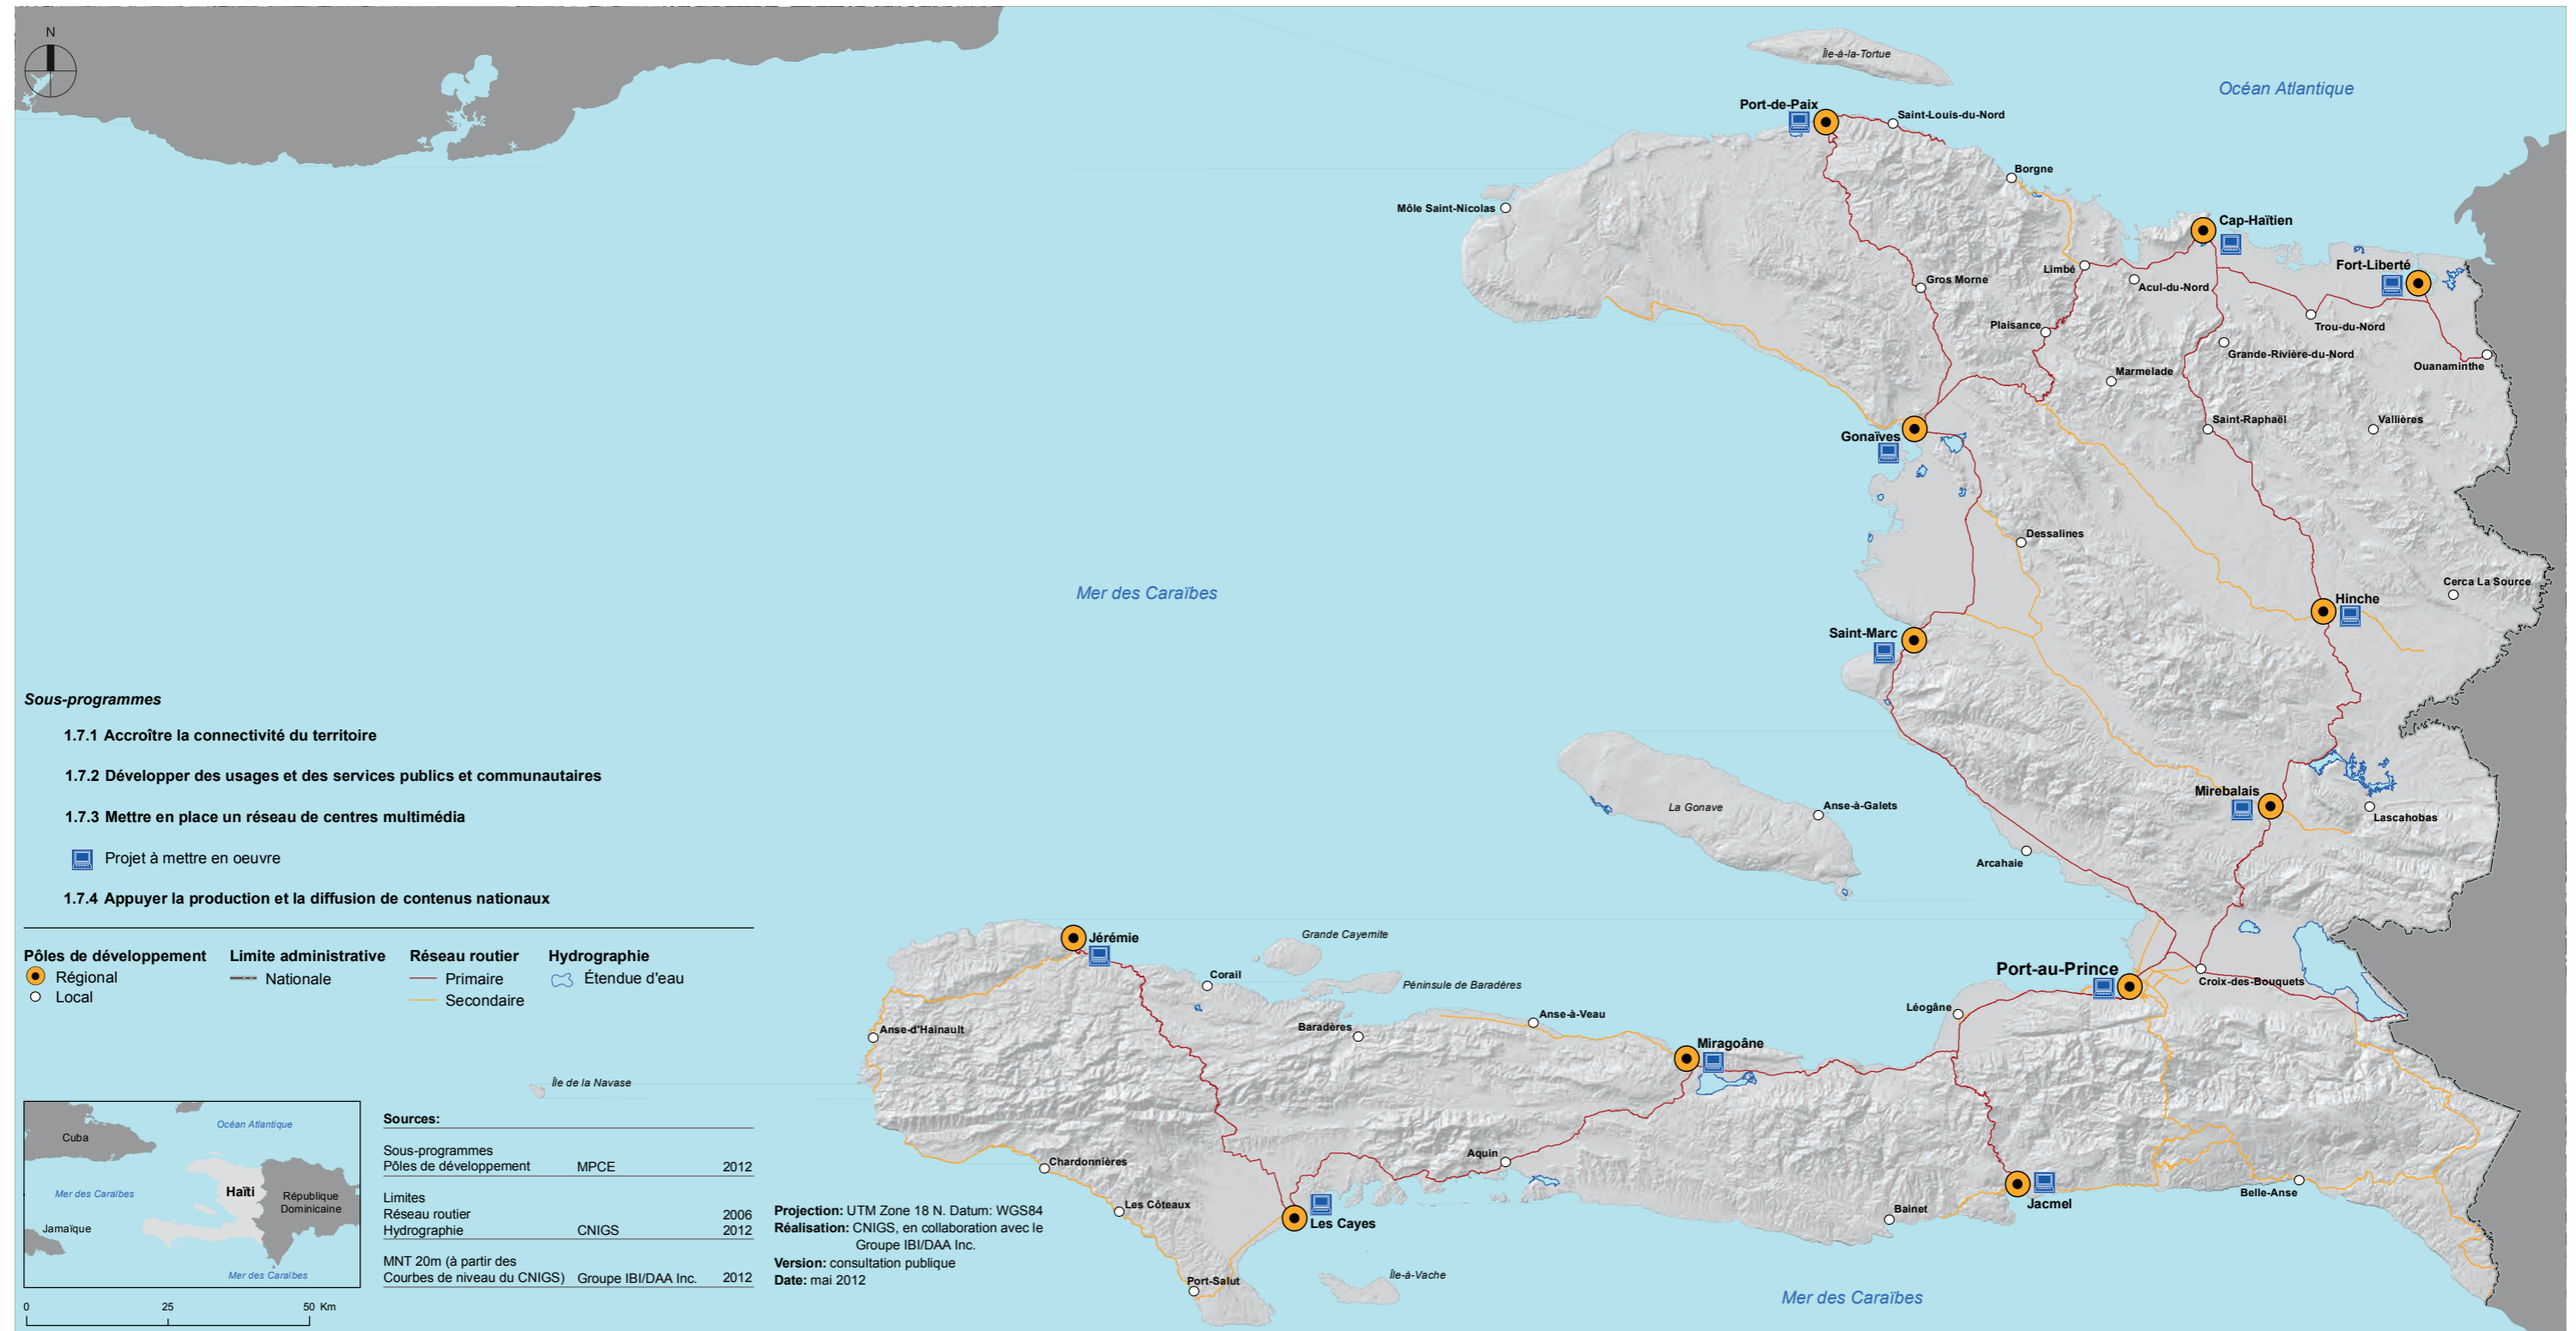 N
Océan Atlantique
Île-à-la-Tortue
Port-de-Paix
Saint-Louis-du-Nord
Borgne
Môle Saint-Nicolas
Cap-Haïtien
Fort-Liberté
Limbé
Acul-du-Nord
Gros Morne
Trou-du-Nord
Plaisance
Grande-Rivière-du-Nord
Ouanaminthe
Marmelade
Saint-Raphaël
Vallières
Gonaïves
Dessalines
Mer des Caraïbes
Cerca La Source
Hinche
Saint-Marc
Mirebalais
Lascahobas
La Gonave
Anse-à-Galets
Arcahaie
Port-au-Prince
Croix-des-Bouquets
Léogâne
Jérémie
Corail
Grande Cayemite
Péninsule de Baradères
Anse-d'Hainault
Baradères
Anse-à-Veau
Miragoâne
Île de la Navase
Chardonnières
Les Côteaux
Aquin
Les Cayes
Port-Salut
Île-à-Vache
Bainet
Jacmel
Belle-Anse
Mer des Caraïbes
Sous-programmes
1.7.1 Accroître la connectivité du territoire
1.7.2 Développer des usages et des services publics et communautaires
1.7.3 Mettre en place un réseau de centres multimédia
Projet à mettre en oeuvre
1.7.4 Appuyer la production et la diffusion de contenus nationaux
Pôles de développement
Régional
Local
Limite administrative
Nationale
Réseau routier
Primaire
Secondaire
Hydrographie
Étendue d'eau
Océan Atlantique
Cuba
Mer des Caraïbes
Haïti
République
Dominicaine
Jamaïque
Mer des Caraïbes
0 25 50 Km
Sources:
Sous-programmes
Pôles de développement MPCE 2012
Limites
Réseau routier 2006
Hydrographie CNIGS 2012
MNT 20m (à partir des
Courbes de niveau du CNIGS) Groupe IBI/DAA Inc. 2012
Projection: UTM Zone 18 N. Datum: WGS84
Réalisation: CNIGS, en collaboration avec le
Groupe IBI/DAA Inc.
Version: consultation publique
Date: mai 2012